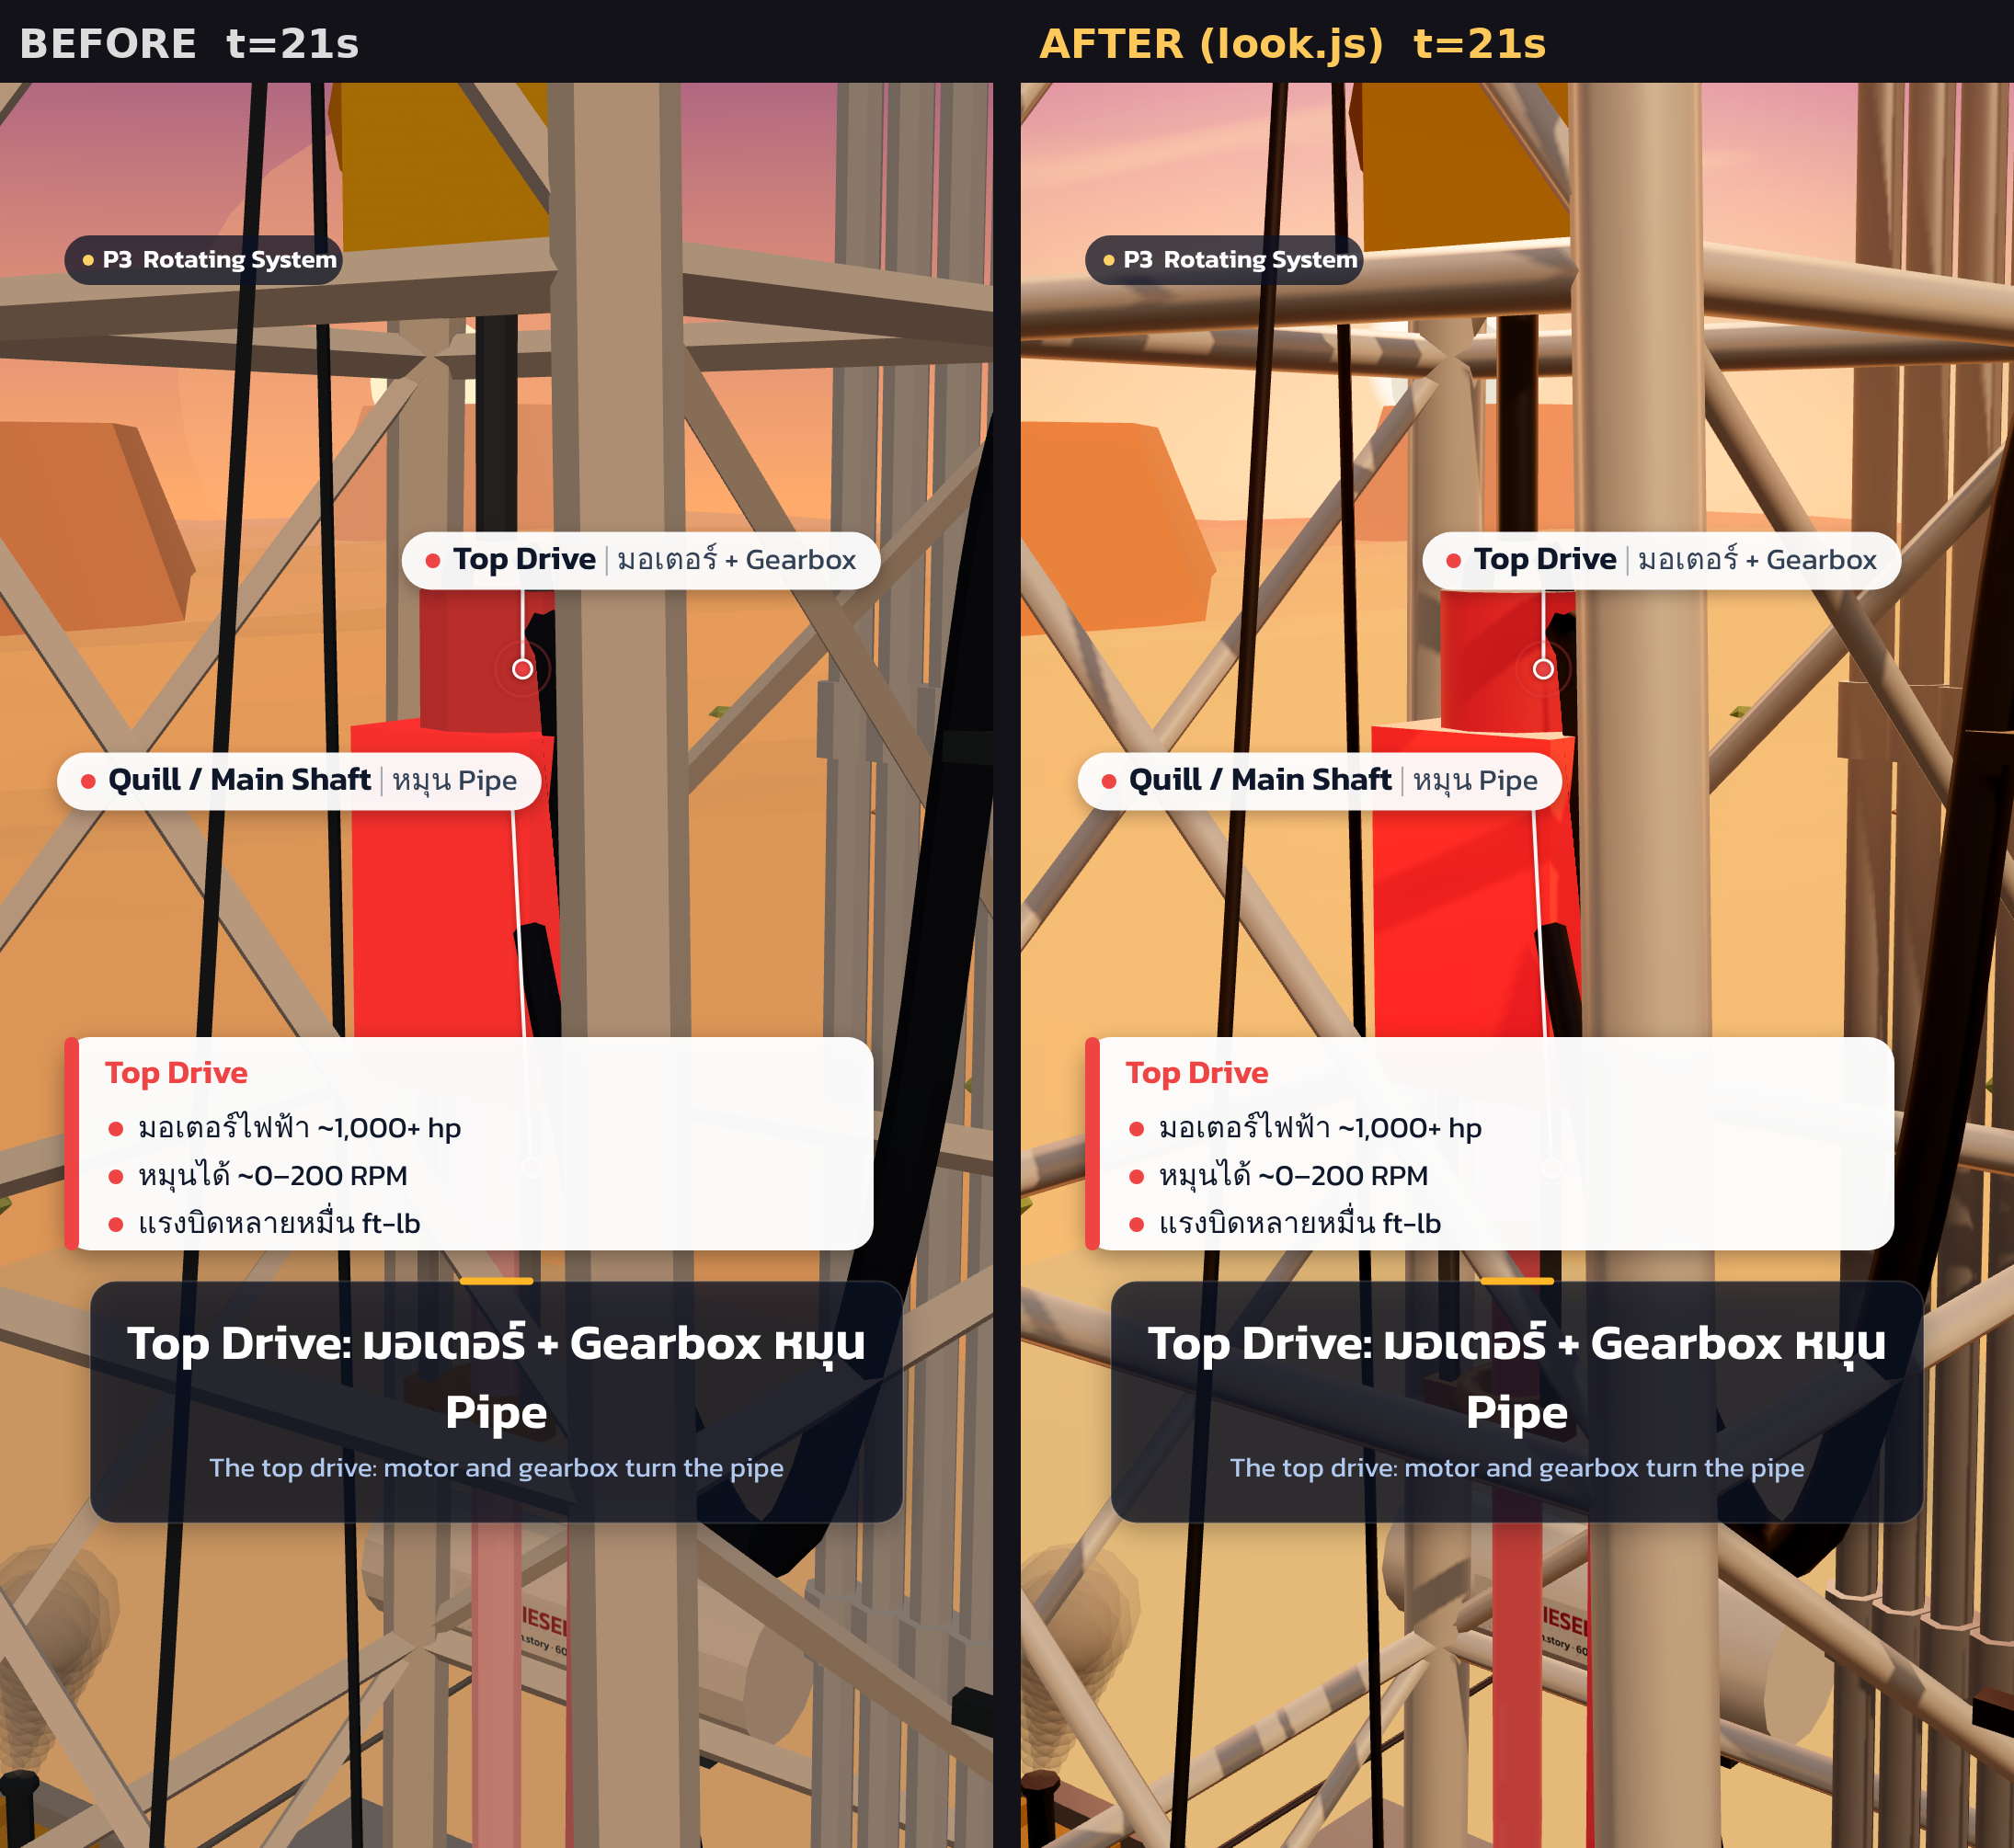 BEFORE t=21s
P3 Rotating System
Top Drive | มอเตอร์ + Gearbox
Quill / Main Shaft | หมุน Pipe
Top Drive
มอเตอร์ไฟฟ้า ~1,000+ hp
หมุนได้ ~0–200 RPM
แรงบิดหลายหมื่น ft-lb
Top Drive: มอเตอร์ + Gearbox หมุน
Pipe
The top drive: motor and gearbox turn the pipe
IESEL
.story · 60
AFTER (look.js) t=21s
P3 Rotating System
Top Drive | มอเตอร์ + Gearbox
Quill / Main Shaft | หมุน Pipe
Top Drive
มอเตอร์ไฟฟ้า ~1,000+ hp
หมุนได้ ~0–200 RPM
แรงบิดหลายหมื่น ft-lb
Top Drive: มอเตอร์ + Gearbox หมุน
Pipe
The top drive: motor and gearbox turn the pipe
IESEL
.story · 60